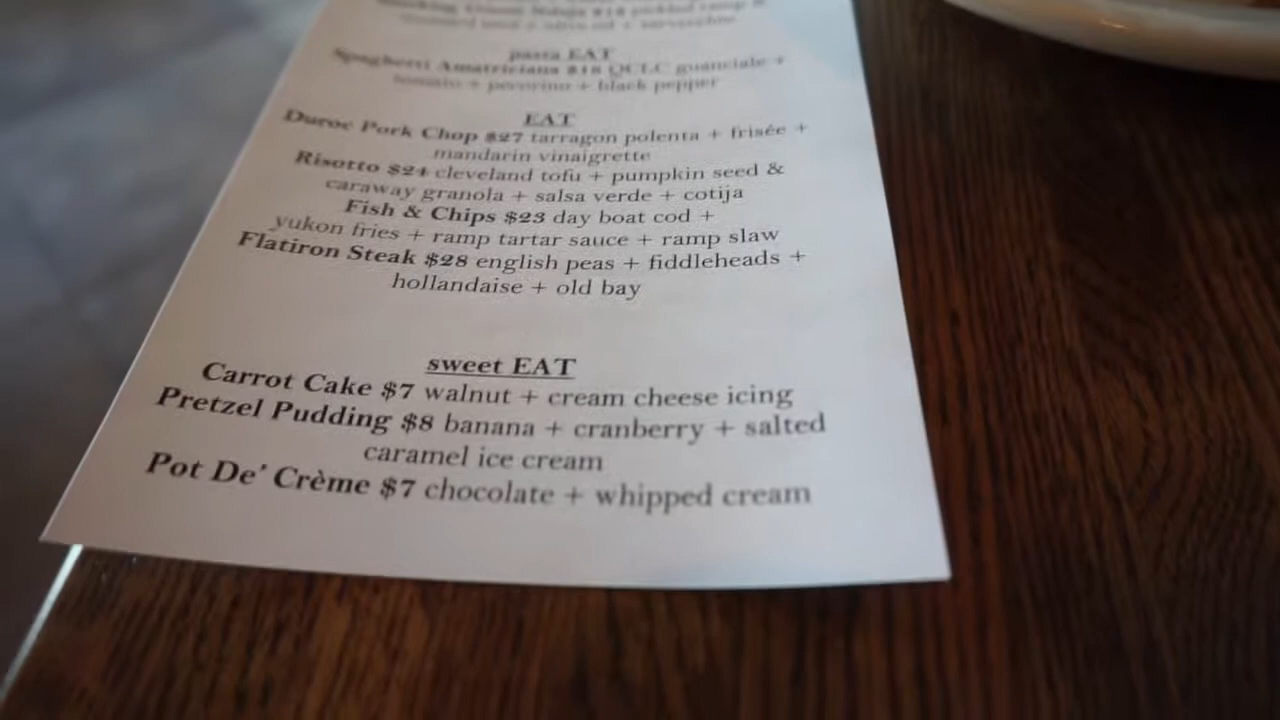 pasta EAT
Spaghetti Amatriciana $18 QCLC guanciale +
tomato + pecorino + black pepper
EAT
Duroc Pork Chop $27 tarragon polenta + frisée +
mandarin vinaigrette
Risotto $24 cleveland tofu + pumpkin seed &
caraway granola + salsa verde + cotija
Fish & Chips $23 day boat cod +
yukon fries + ramp tartar sauce + ramp slaw
Flatiron Steak $28 english peas + fiddleheads +
hollandaise + old bay
sweet EAT
Carrot Cake $7 walnut + cream cheese icing
Pretzel Pudding $8 banana + cranberry + salted
caramel ice cream
Pot De' Crème $7 chocolate + whipped cream